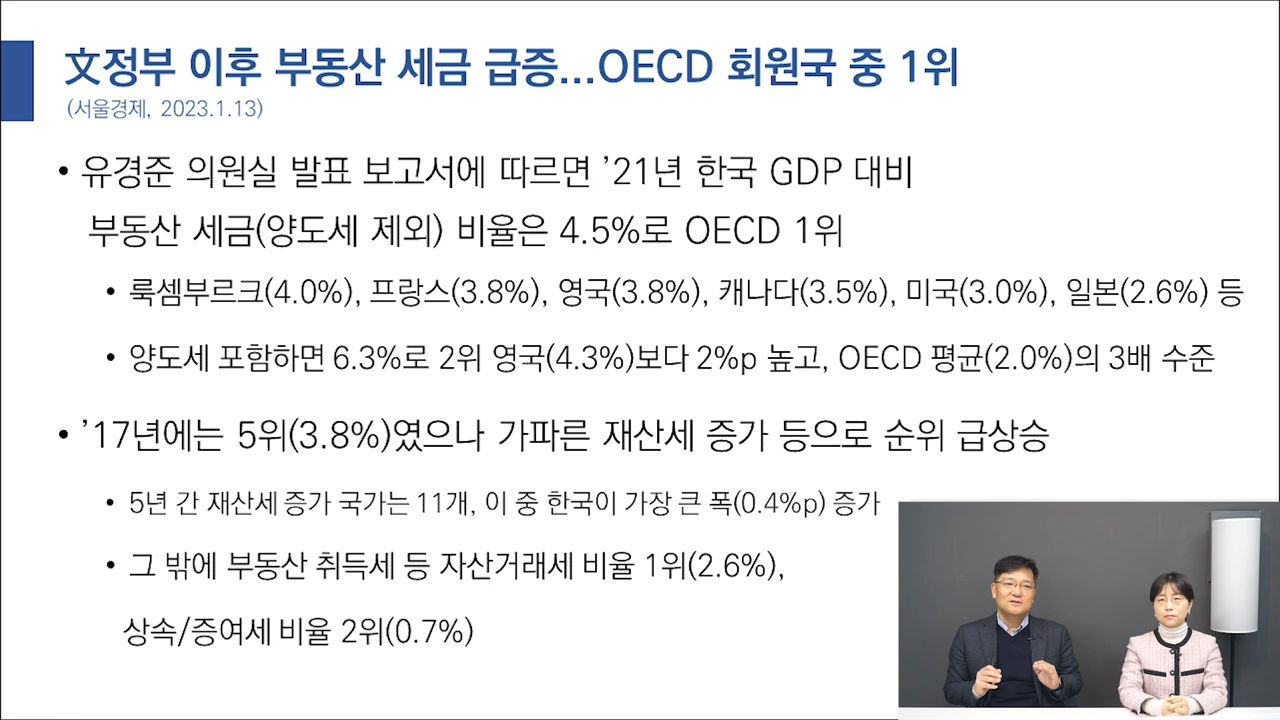 文정부 이후 부동산 세금 급증...OECD 회원국 중 1위
(서울경제, 2023.1.13)
• 유경준 의원실 발표 보고서에 따르면 ’21년 한국 GDP 대비
부동산 세금(양도세 제외) 비율은 4.5%로 OECD 1위
• 룩셈부르크(4.0%), 프랑스(3.8%), 영국(3.8%), 캐나다(3.5%), 미국(3.0%), 일본(2.6%) 등
• 양도세 포함하면 6.3%로 2위 영국(4.3%)보다 2%p 높고, OECD 평균(2.0%)의 3배 수준
• ’17년에는 5위(3.8%)였으나 가파른 재산세 증가 등으로 순위 급상승
• 5년 간 재산세 증가 국가는 11개, 이 중 한국이 가장 큰 폭(0.4%p) 증가
• 그 밖에 부동산 취득세 등 자산거래세 비율 1위(2.6%),
상속/증여세 비율 2위(0.7%)